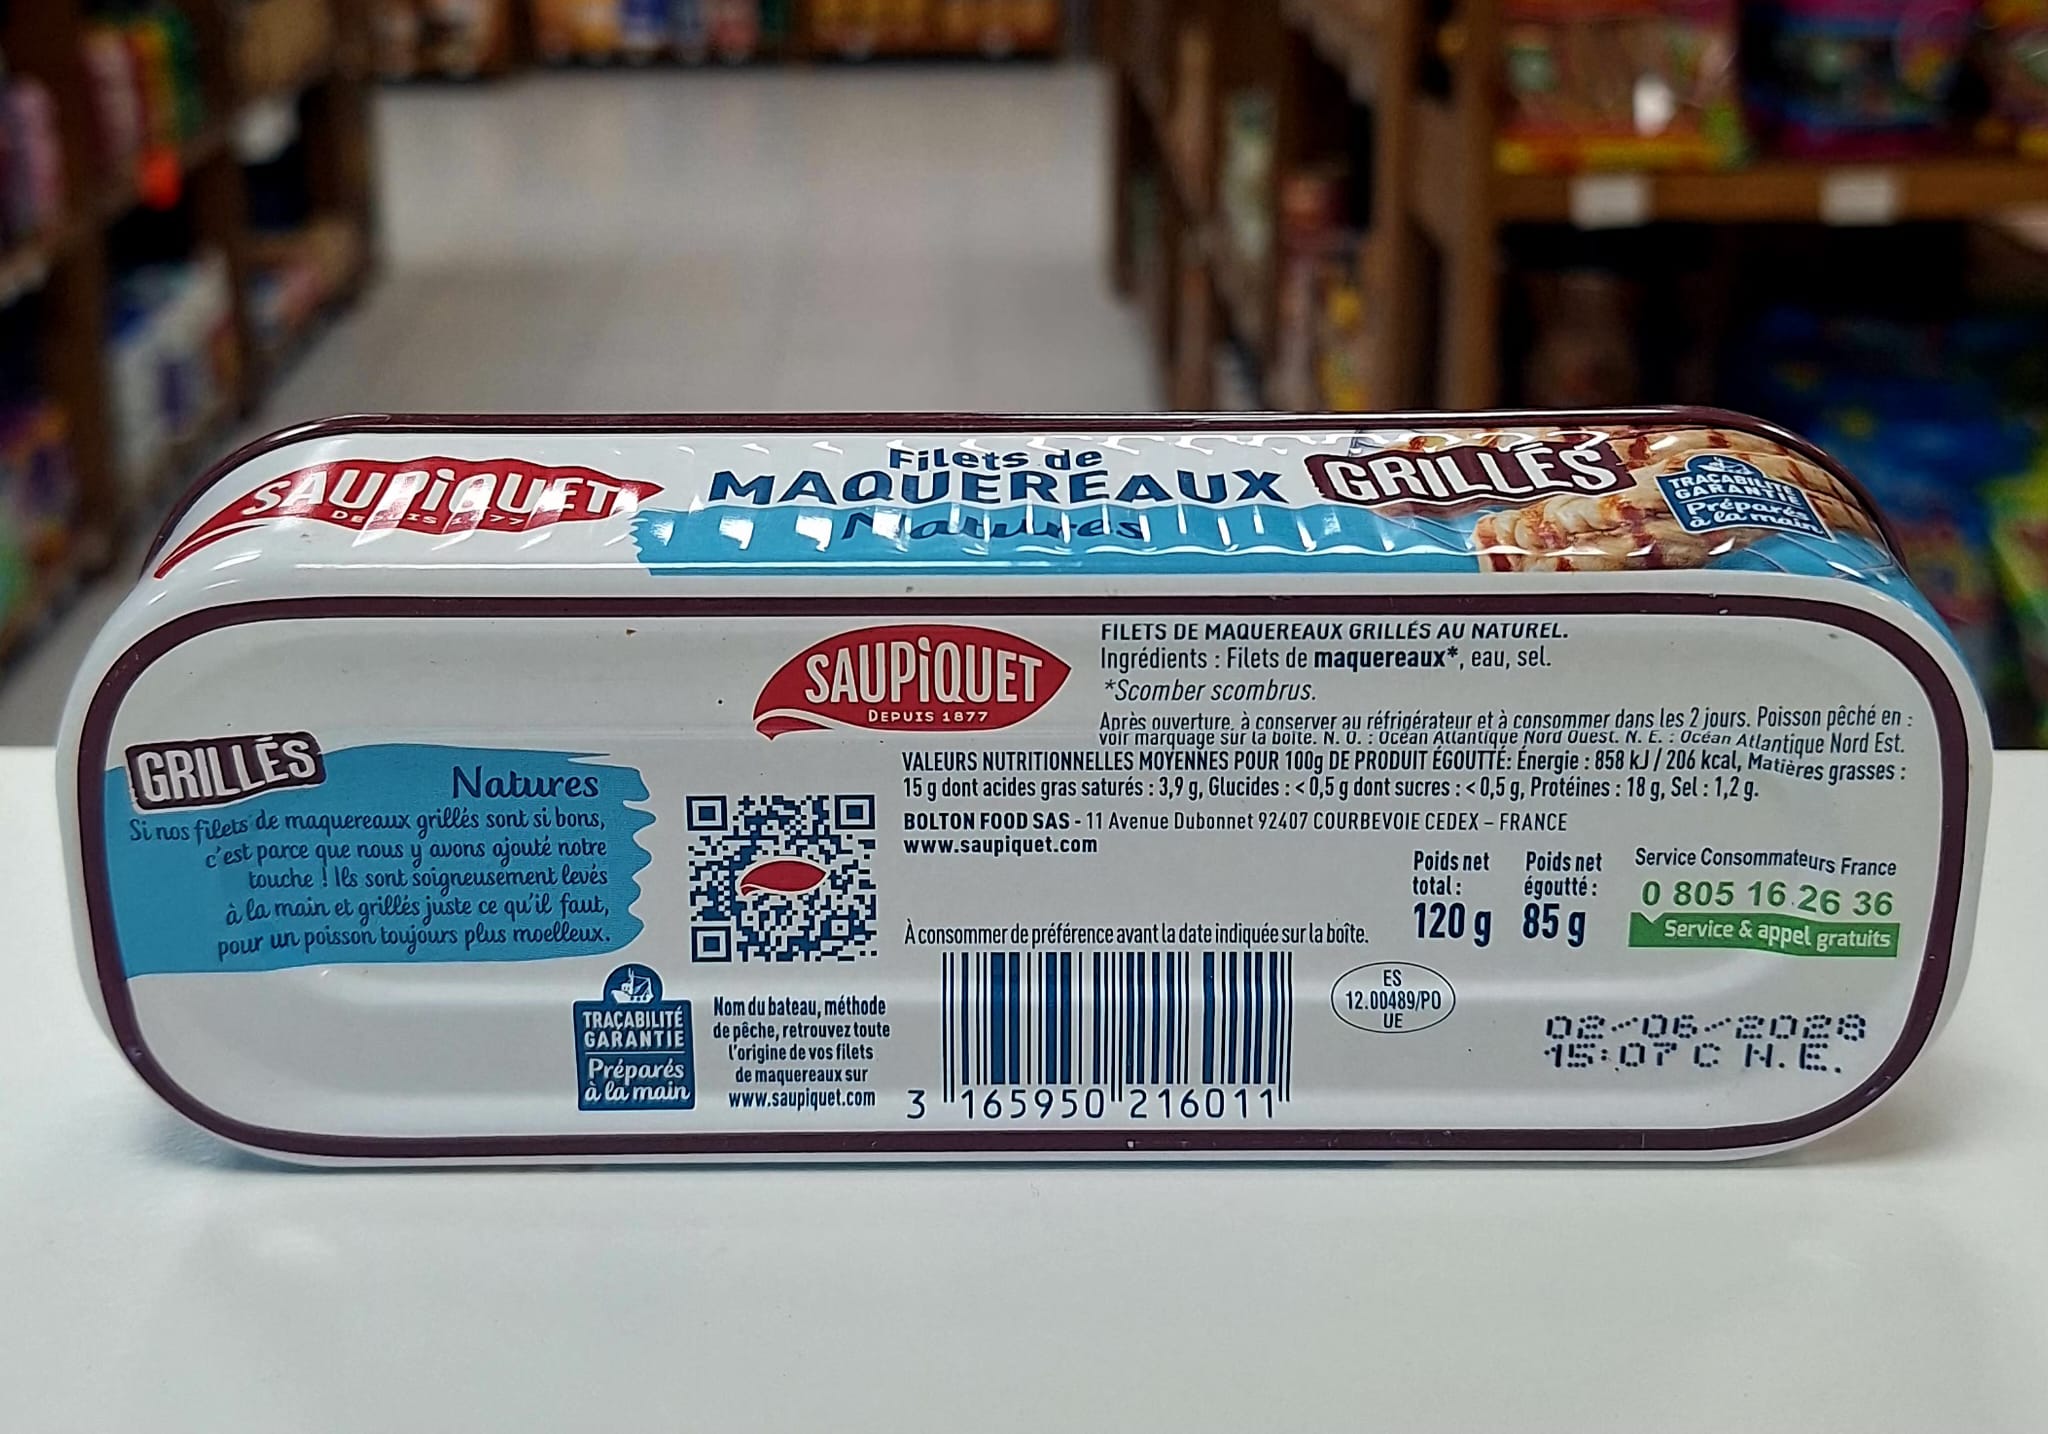 SAUPiQUET
DEPUIS 1877
Filets de
MAQUEREAUX GRILLÉS
Natures
TRAÇABILITÉ
GARANTIE
Préparés
à la main
SAUPiQUET
DEPUIS 1877
FILETS DE MAQUEREAUX GRILLÉS AU NATUREL.
Ingrédients : Filets de maquereaux*, eau, sel.
*Scomber scombrus.
Après ouverture, à conserver au réfrigérateur et à consommer dans les 2 jours. Poisson pêché en :
voir marquage sur la boîte. N. O. : Océan Atlantique Nord Ouest. N. E. : Océan Atlantique Nord Est.
VALEURS NUTRITIONNELLES MOYENNES POUR 100g DE PRODUIT ÉGOUTTÉ: Énergie : 858 kJ / 206 kcal, Matières grasses :
15 g dont acides gras saturés : 3,9 g, Glucides : < 0,5 g dont sucres : < 0,5 g, Protéines : 18 g, Sel : 1,2 g.
BOLTON FOOD SAS - 11 Avenue Dubonnet 92407 COURBEVOIE CEDEX – FRANCE
www.saupiquet.com
GRILLÉS
Natures
Si nos filets de maquereaux grillés sont si bons,
c'est parce que nous y avons ajouté notre
touche ! Ils sont soigneusement levés
à la main et grillés juste ce qu'il faut,
pour un poisson toujours plus moelleux.
Poids net
total :
120 g
Poids net
égoutté :
85 g
Service Consommateurs France
0 805 16 26 36
Service & appel gratuits
À consommer de préférence avant la date indiquée sur la boîte.
TRAÇABILITÉ
GARANTIE
Préparés
à la main
Nom du bateau, méthode
de pêche, retrouvez toute
l'origine de vos filets
de maquereaux sur
www.saupiquet.com
3 165950 216011
ES
12.00489/PO
UE
02-06-2028
15:07 C N.E.